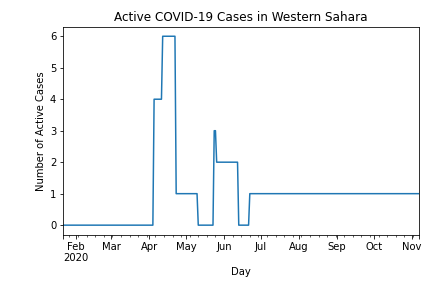 Active COVID-19 Cases in Western Sahara
Number of Active Cases
6
5
4
3
2
1
0
Feb Mar Apr May Jun Jul Aug Sep Oct Nov
2020
Day